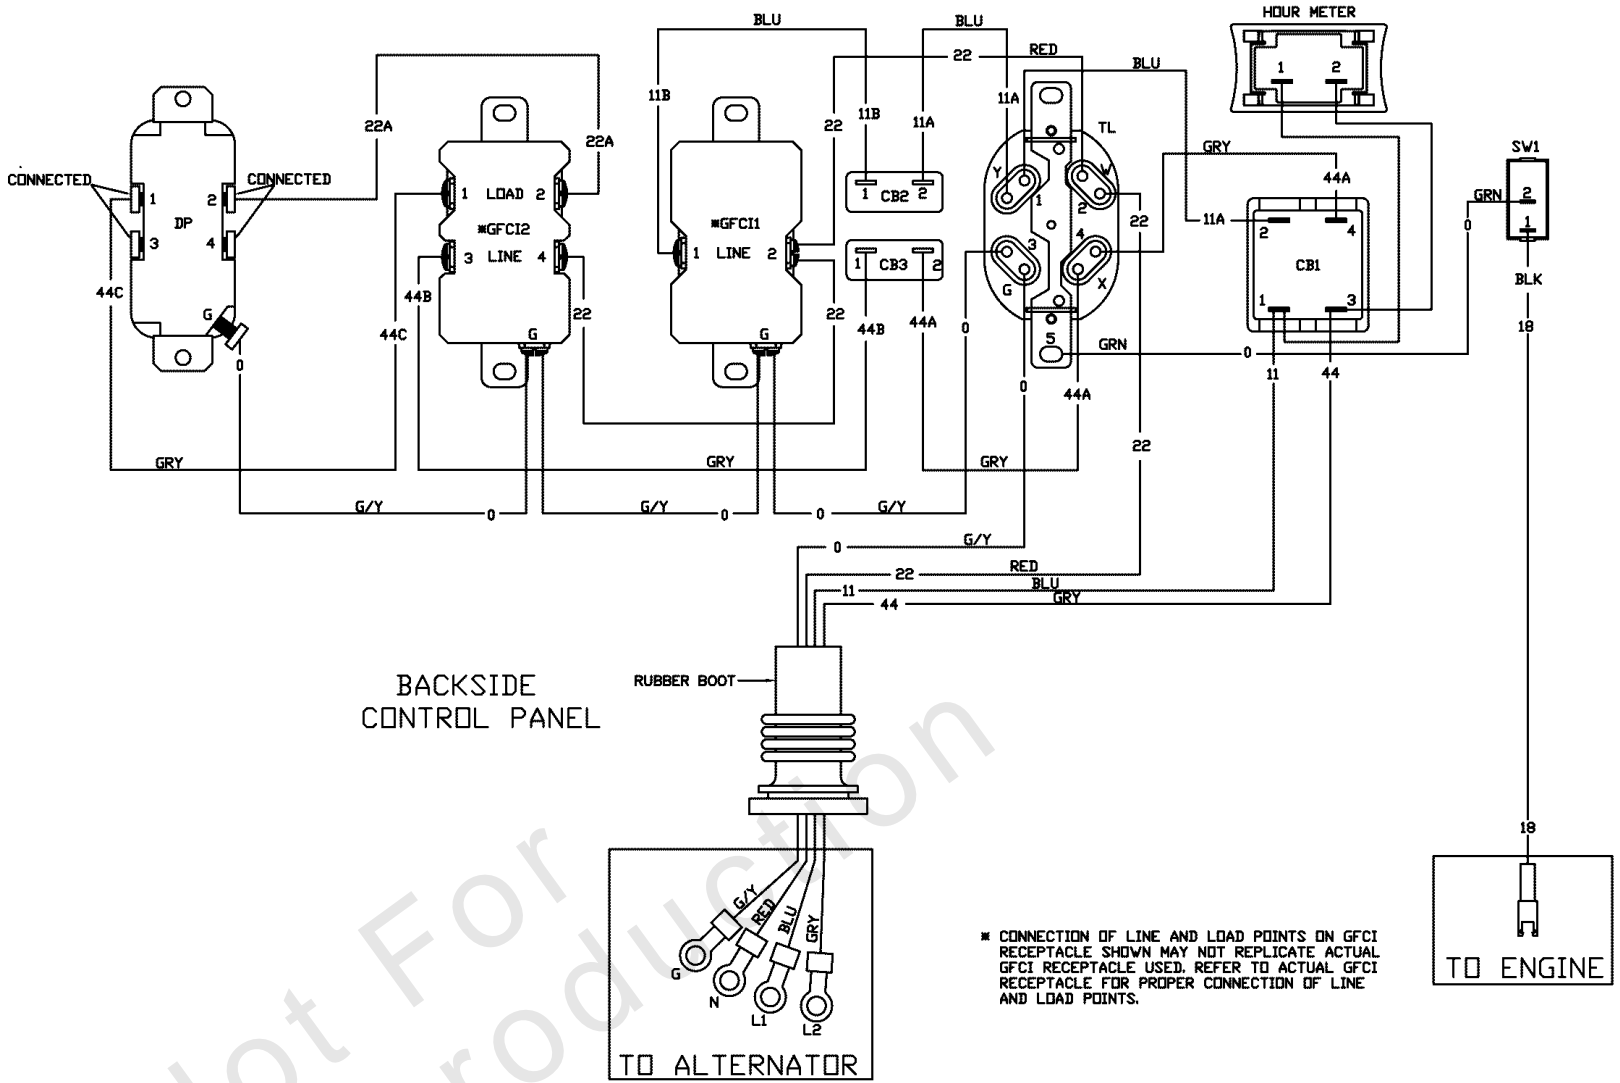 HOUR METER
BLU
BLU
22
RED
BLU
1
2
11B
11B
11A
11A
22A
22A
22
TL
GRY
SW1
CONNECTED
CONNECTED
1
2
DP
3
4
G
1
LOAD
2
*GFCI2
3
LINE
4
G
*GFCI1
1
LINE
2
G
1
CB2
2
1
CB3
2
Y
W
1
2
3
4
G
X
5
22
44A
11A
2
4
CB1
1
3
GRN
0
2
1
BLK
18
44C
44C
44B
22
22
44B
44A
0
0
0
44A
GRN
0
11
44
22
GRY
GRY
GRY
G/Y
0
G/Y
0
0
G/Y
0
G/Y
22
RED
11
BLU
44
GRY
BACKSIDE
CONTROL PANEL
RUBBER BOOT
18
G/Y
RED
BLU
GRY
G
N
L1
L2
TO ALTERNATOR
* CONNECTION OF LINE AND LOAD POINTS ON GFCI
RECEPTACLE SHOWN MAY NOT REPLICATE ACTUAL
GFCI RECEPTACLE USED. REFER TO ACTUAL GFCI
RECEPTACLE FOR PROPER CONNECTION OF LINE
AND LOAD POINTS.
TO ENGINE
Not For
roduction